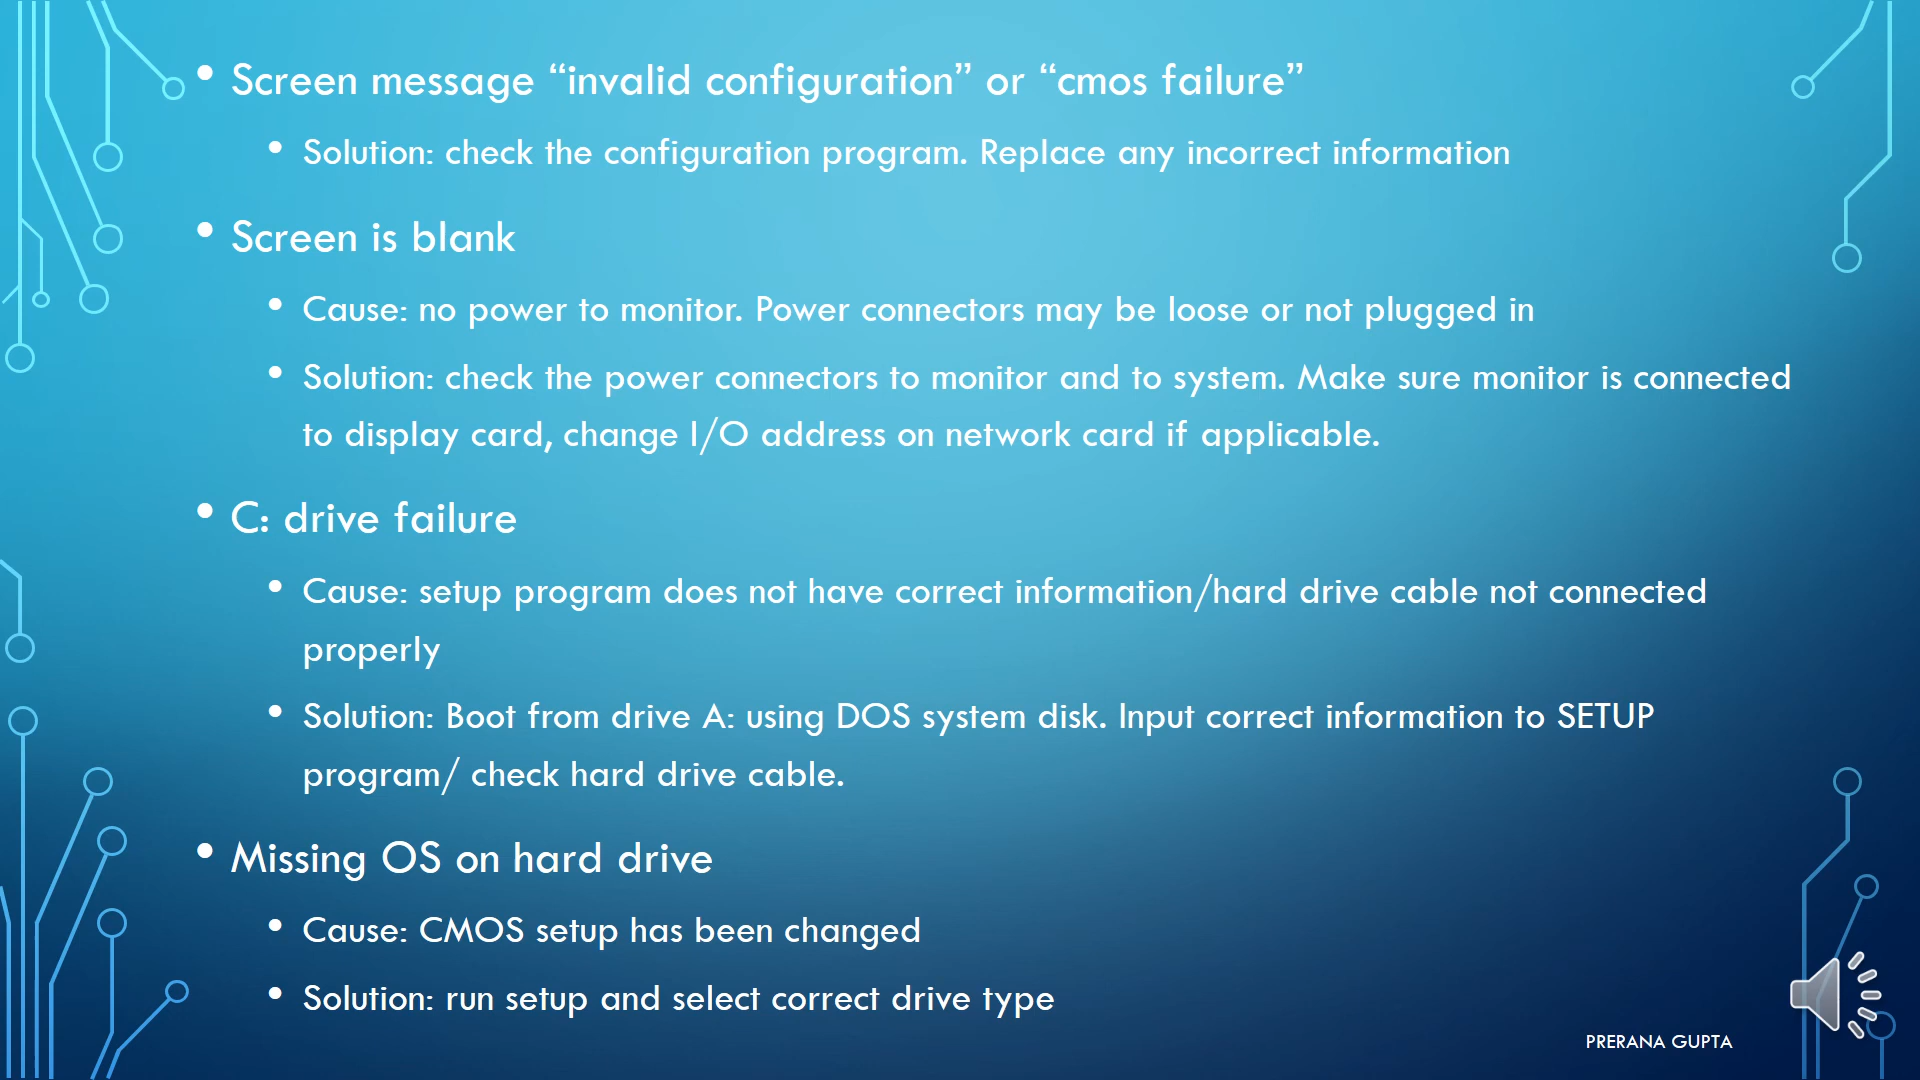 • Screen message “invalid configuration” or “cmos failure”
• Solution: check the configuration program. Replace any incorrect information
• Screen is blank
• Cause: no power to monitor. Power connectors may be loose or not plugged in
• Solution: check the power connectors to monitor and to system. Make sure monitor is connected
to display card, change I/O address on network card if applicable.
• C: drive failure
• Cause: setup program does not have correct information/hard drive cable not connected
properly
• Solution: Boot from drive A: using DOS system disk. Input correct information to SETUP
program/ check hard drive cable.
• Missing OS on hard drive
• Cause: CMOS setup has been changed
• Solution: run setup and select correct drive type
PRERANA GUPTA